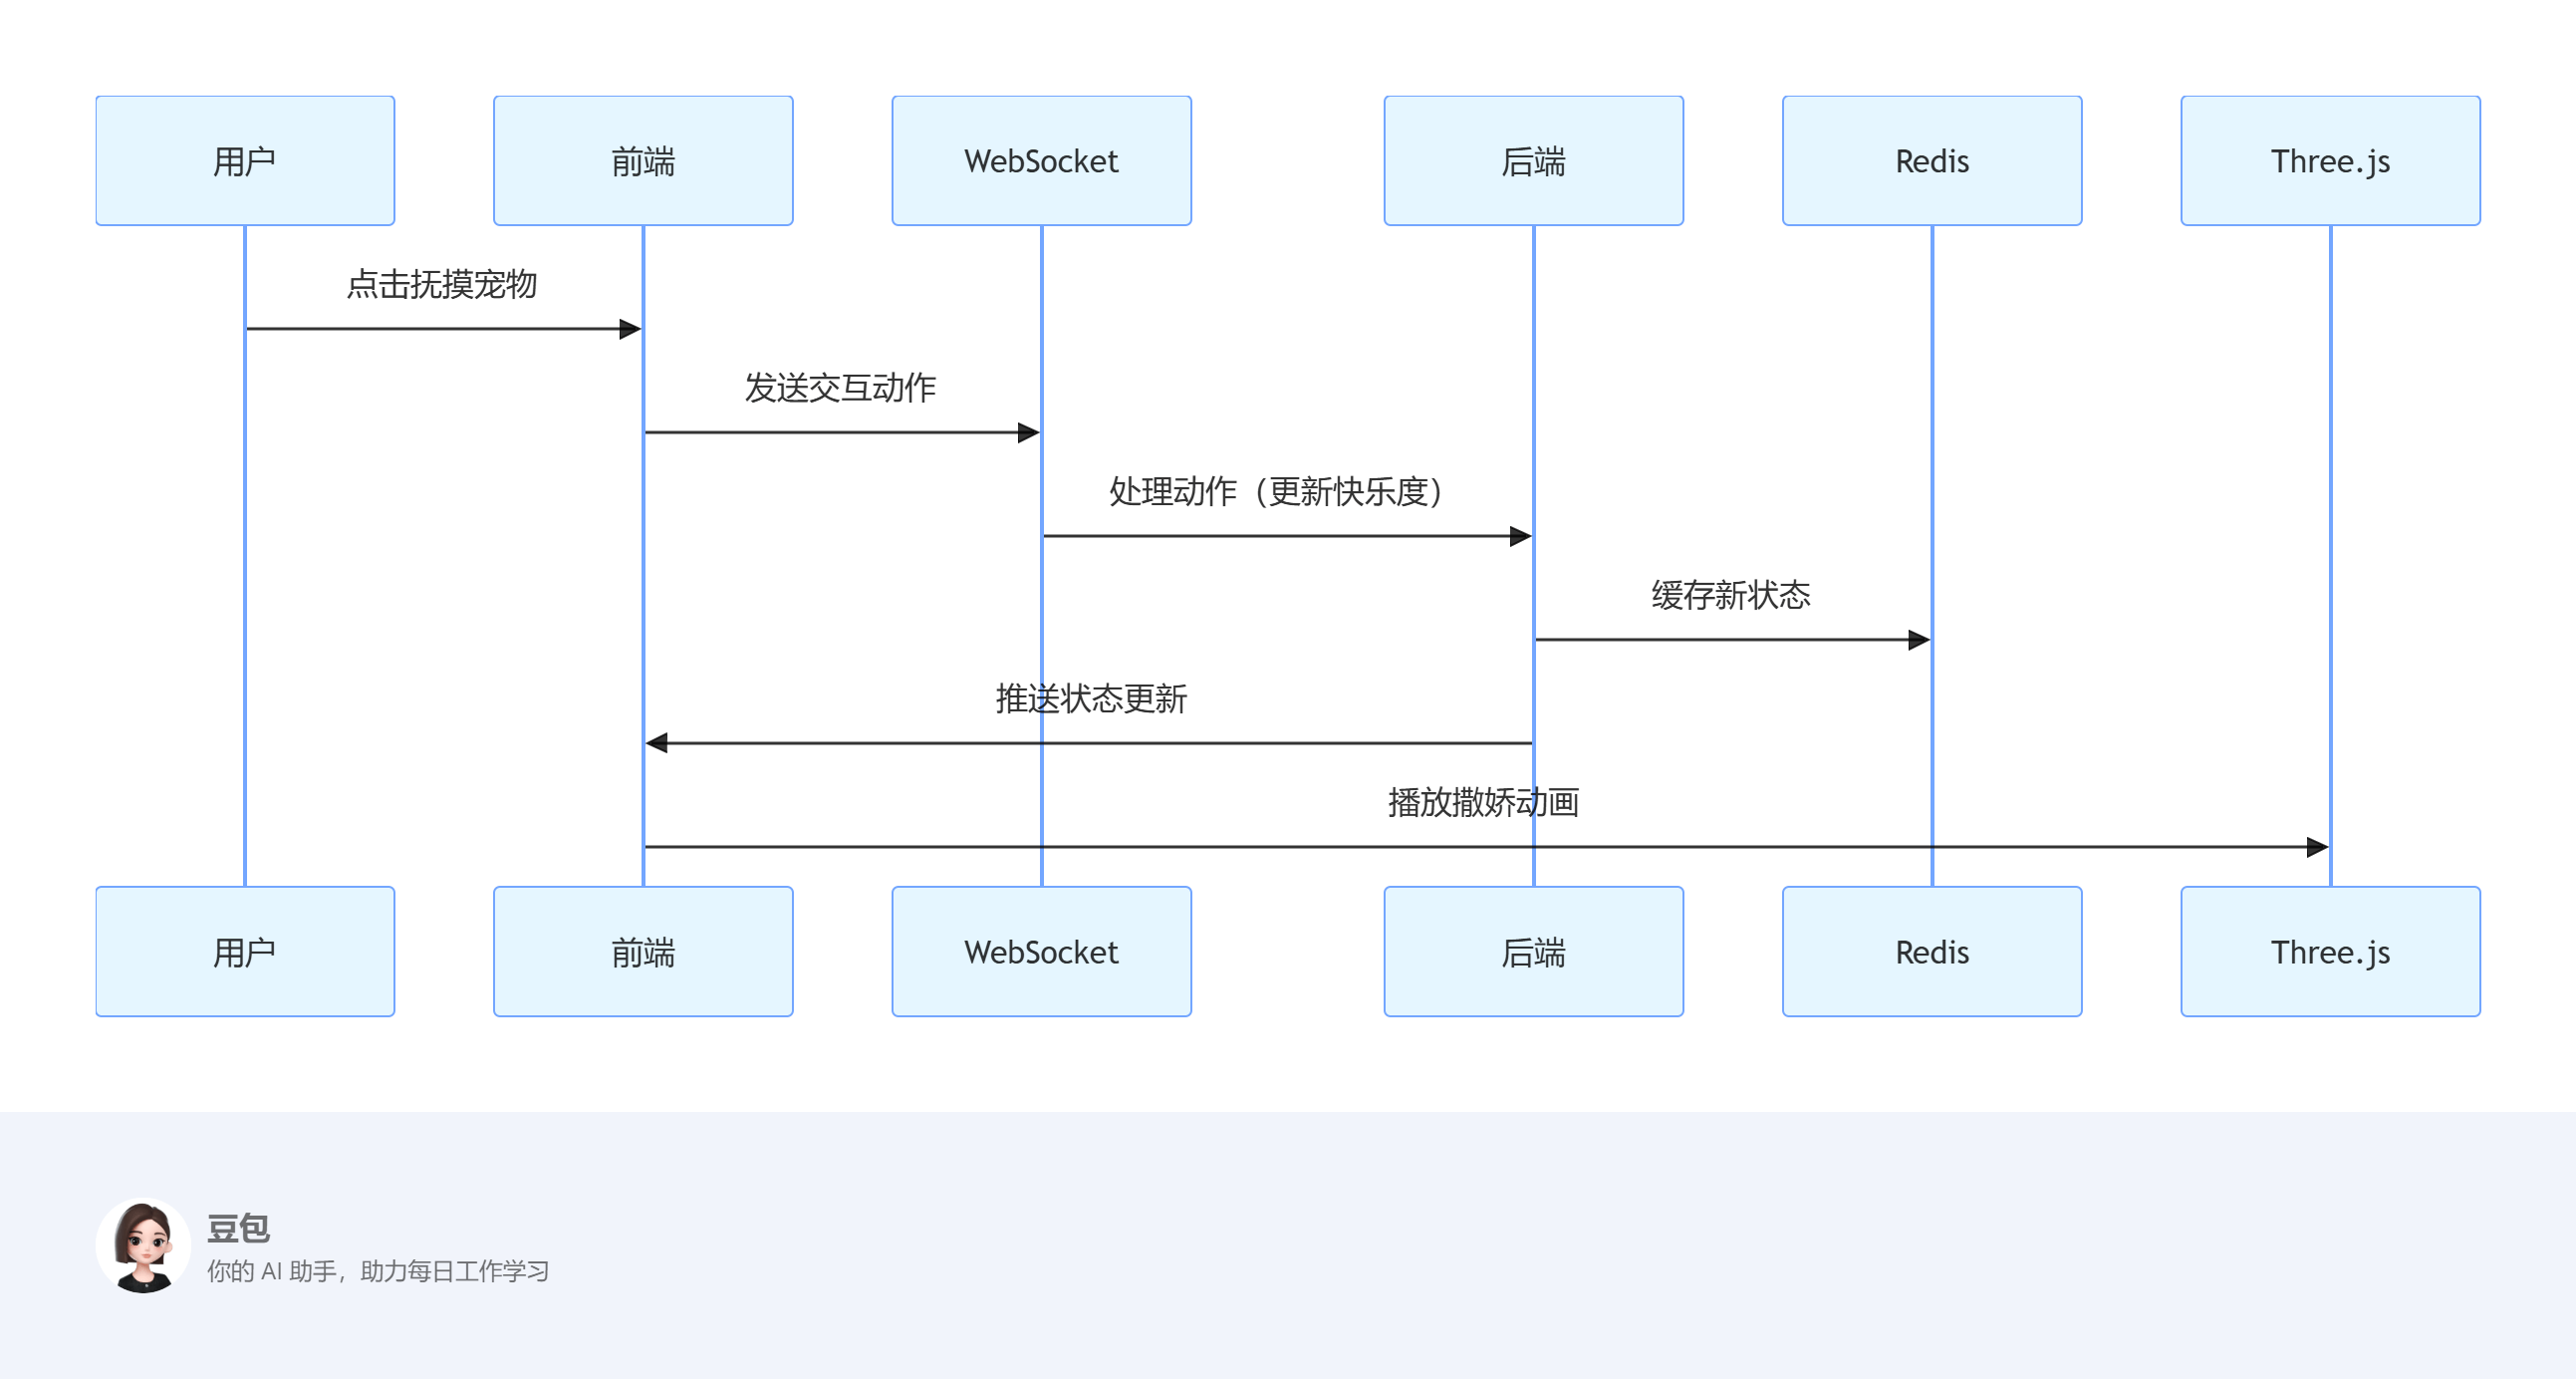 用户
前端
WebSocket
后端
Redis
Three.js
点击抚摸宠物
发送交互动作
处理动作（更新快乐度）
缓存新状态
推送状态更新
播放撒娇动画
用户
前端
WebSocket
后端
Redis
Three.js
豆包
你的 AI 助手，助力每日工作学习